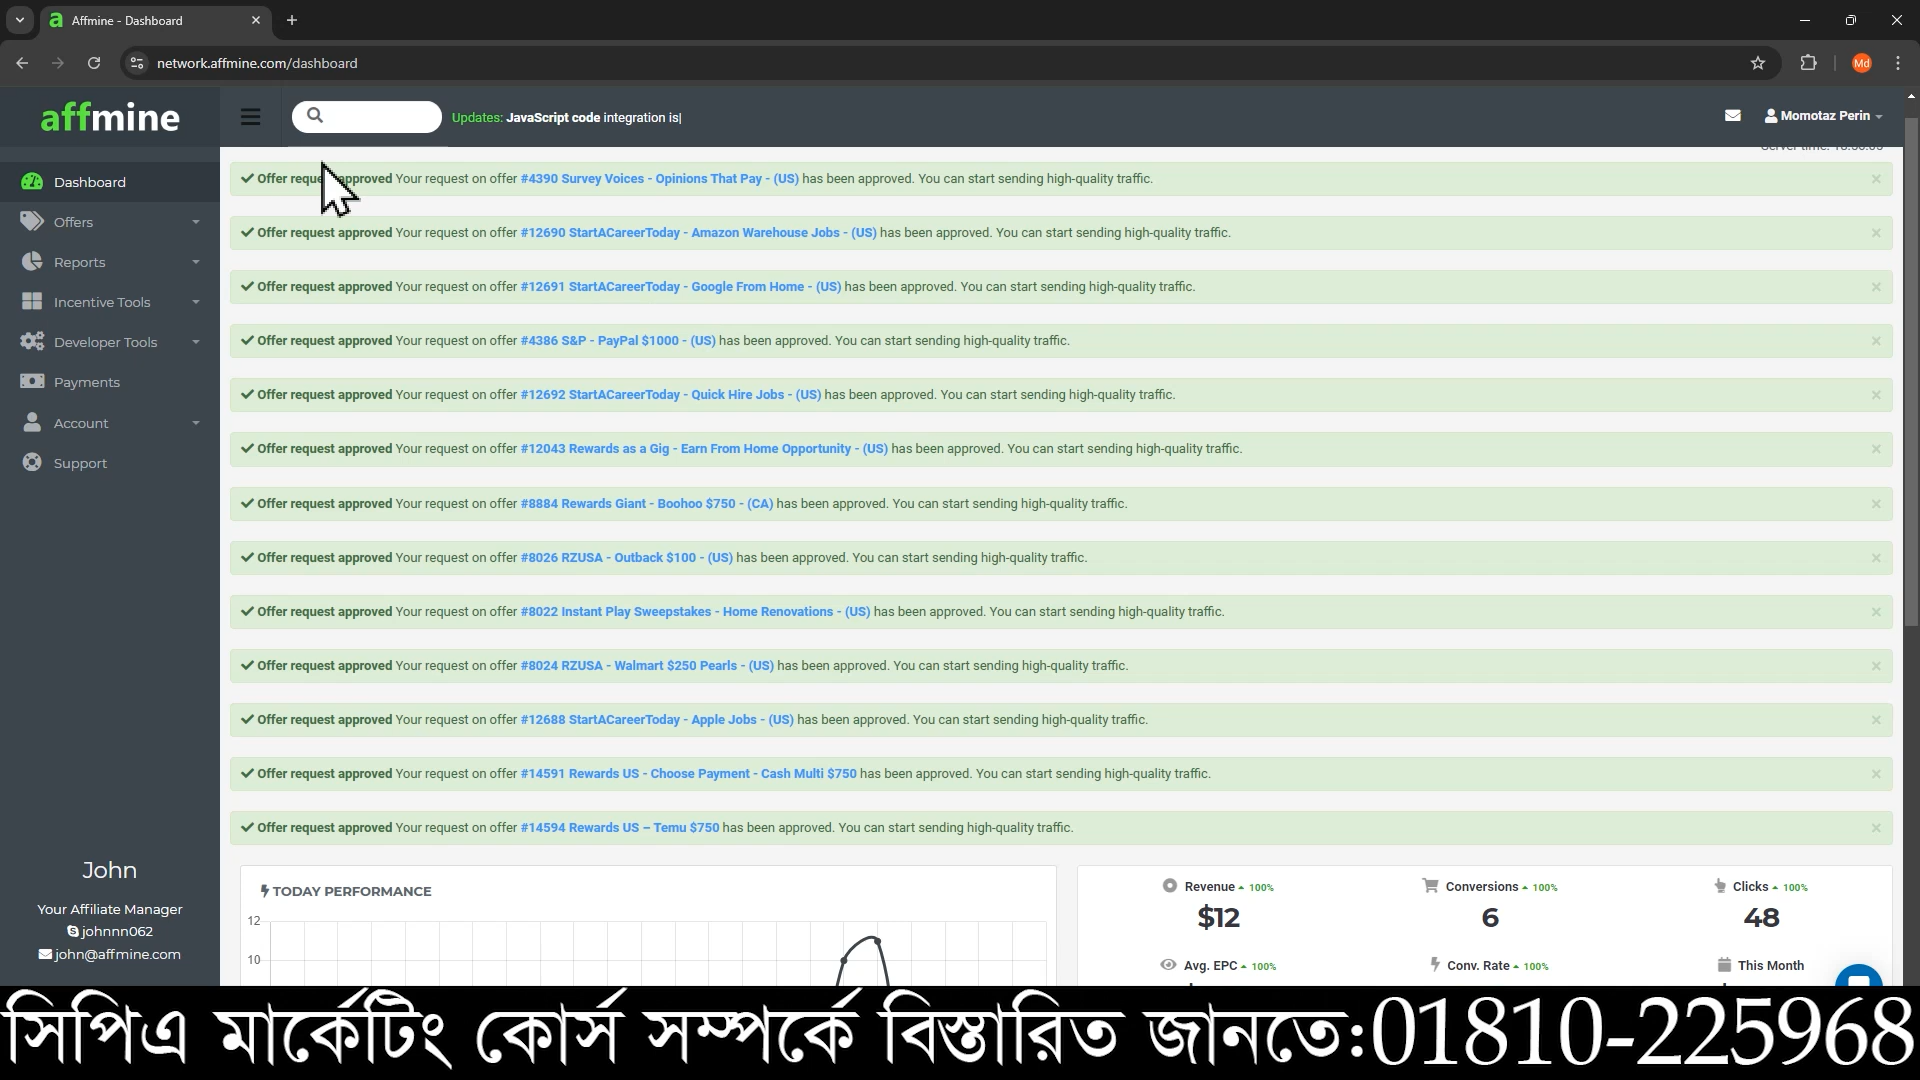 Affmine - Dashboard
network.affmine.com/dashboard
Md
affmine
Updates: JavaScript code integration is|
Momotaz Perin
Dashboard
Offers
Reports
Incentive Tools
Developer Tools
Payments
Account
Support
Offer reque approved Your request on offer #4390 Survey Voices - Opinions That Pay - (US) has been approved. You can start sending high-quality traffic.
Offer request approved Your request on offer #12690 StartACareerToday - Amazon Warehouse Jobs - (US) has been approved. You can start sending high-quality traffic.
Offer request approved Your request on offer #12691 StartACareerToday - Google From Home - (US) has been approved. You can start sending high-quality traffic.
Offer request approved Your request on offer #4386 S&P - PayPal $1000 - (US) has been approved. You can start sending high-quality traffic.
Offer request approved Your request on offer #12692 StartACareerToday - Quick Hire Jobs - (US) has been approved. You can start sending high-quality traffic.
Offer request approved Your request on offer #12043 Rewards as a Gig - Earn From Home Opportunity - (US) has been approved. You can start sending high-quality traffic.
Offer request approved Your request on offer #8884 Rewards Giant - Boohoo $750 - (CA) has been approved. You can start sending high-quality traffic.
Offer request approved Your request on offer #8026 RZUSA - Outback $100 - (US) has been approved. You can start sending high-quality traffic.
Offer request approved Your request on offer #8022 Instant Play Sweepstakes - Home Renovations - (US) has been approved. You can start sending high-quality traffic.
Offer request approved Your request on offer #8024 RZUSA - Walmart $250 Pearls - (US) has been approved. You can start sending high-quality traffic.
Offer request approved Your request on offer #12688 StartACareerToday - Apple Jobs - (US) has been approved. You can start sending high-quality traffic.
Offer request approved Your request on offer #14591 Rewards US - Choose Payment - Cash Multi $750 has been approved. You can start sending high-quality traffic.
Offer request approved Your request on offer #14594 Rewards US – Temu $750 has been approved. You can start sending high-quality traffic.
John
Your Affiliate Manager
johnnn062
john@affmine.com
TODAY PERFORMANCE
12
10
Revenue 100%
$12
Conversions 100%
6
Clicks 100%
48
Avg. EPC 100%
Conv. Rate 100%
This Month
সিপিএ মার্কেটিং কোর্স সম্পর্কে বিস্তারিত জানতে:01810-225968